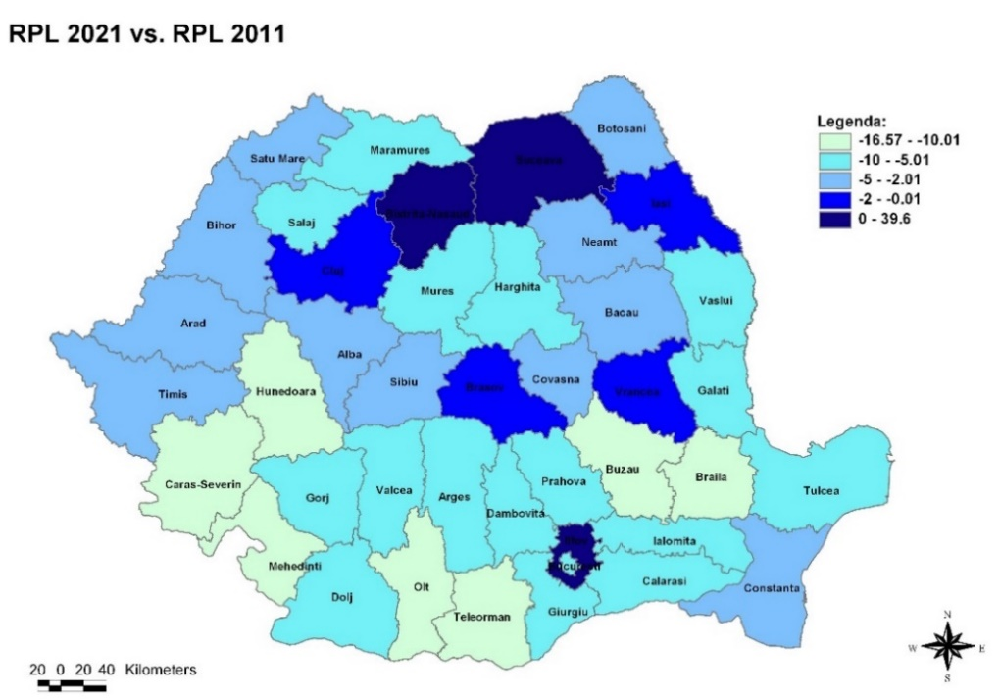 RPL 2021 vs. RPL 2011
Legenda:
-16.57 - -10.01
-10 - -5.01
-5 - -2.01
-2 - -0.01
0 - 39.6
Botosani
Satu Mare
Maramures
Suceava
Iasi
Bistrita-Nasaud
Salaj
Bihor
Neamt
Cluj
Mures
Harghita
Vaslui
Bacau
Arad
Alba
Sibiu
Covasna
Brasov
Vrancea
Galati
Timis
Hunedoara
Buzau
Braila
Caras-Severin
Gorj
Valcea
Arges
Prahova
Tulcea
Dambovita
Ilfov
Ialomita
Bucuresti
Mehedinti
Calarasi
Constanta
Olt
Dolj
Giurgiu
Teleorman
N
W
E
S
20 0 20 40 Kilometers